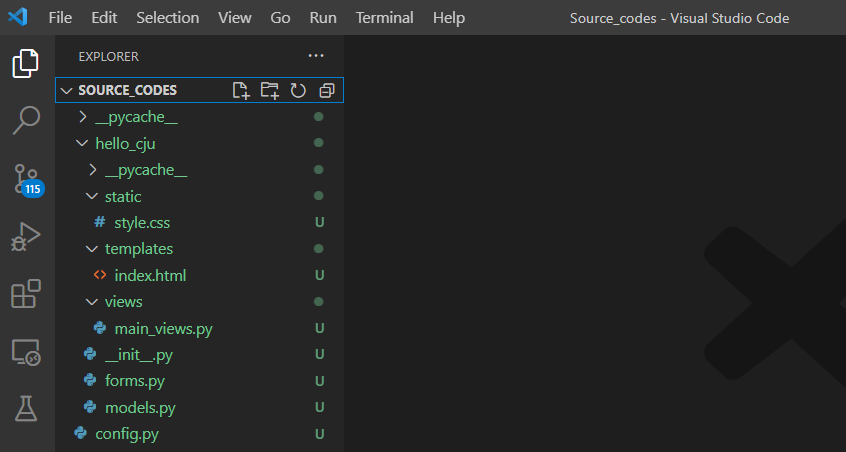 File Edit Selection View Go Run Terminal Help Source_codes - Visual Studio Code
EXPLORER
SOURCE_CODES
__pycache__
hello_cju
__pycache__
static
# style.css U
templates
<> index.html U
views
main_views.py U
__init__.py U
forms.py U
models.py U
config.py U
115